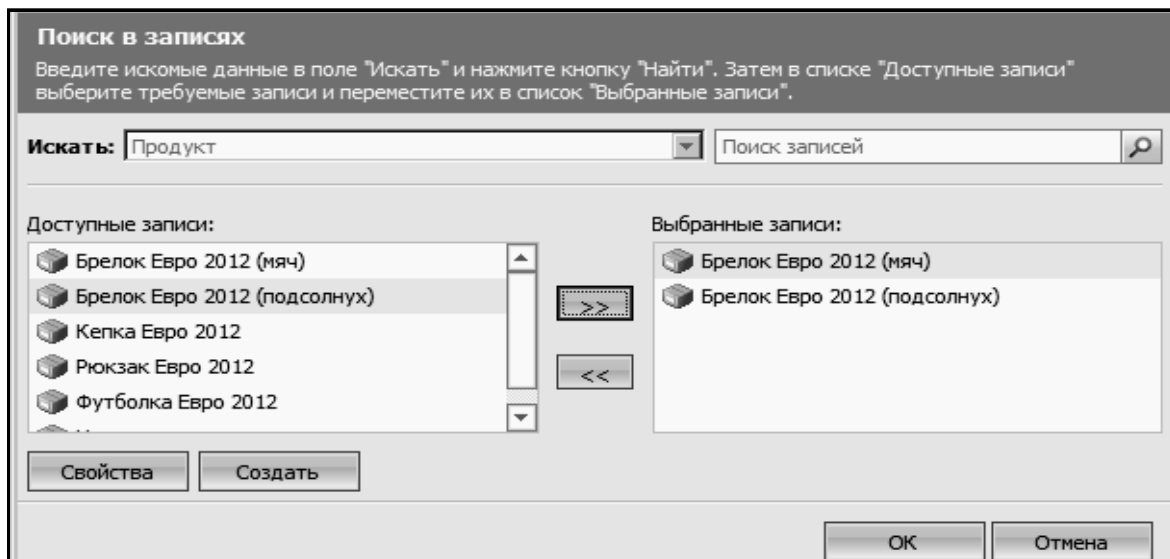 Поиск в записях
Введите искомые данные в поле "Искать" и нажмите кнопку "Найти". Затем в списке "Доступные записи"
выберите требуемые записи и переместите их в список "Выбранные записи".
Искать: Продукт Поиск записей
Доступные записи:
Брелок Евро 2012 (мяч)
Брелок Евро 2012 (подсолнух)
Кепка Евро 2012
Рюкзак Евро 2012
Футболка Евро 2012
>>
<<
Выбранные записи:
Брелок Евро 2012 (мяч)
Брелок Евро 2012 (подсолнух)
Свойства Создать
ОК Отмена